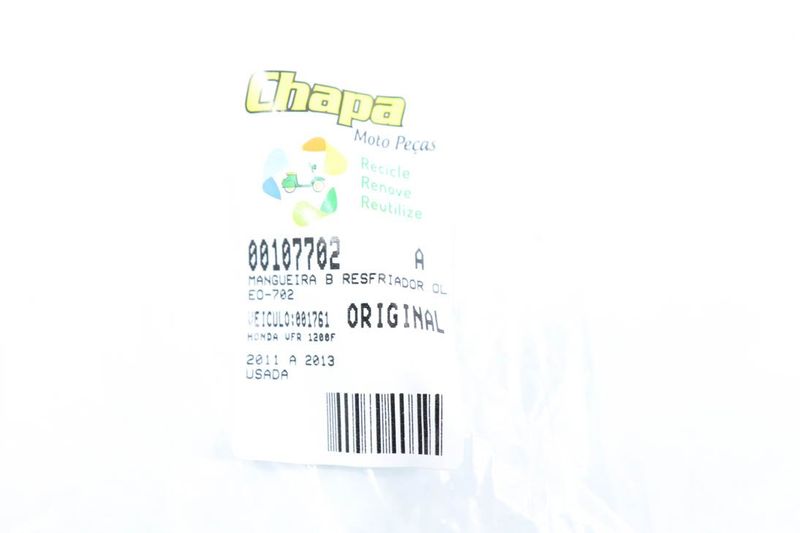 Chapa
Moto Peças
Recicle
Renove
Reutilize
00107702 A
MANGUEIRA B RESFRIADOR OL
EO-702
VEICULO:001761 ORIGINAL
HONDA VFR 1200F
2011 A 2013
USADA